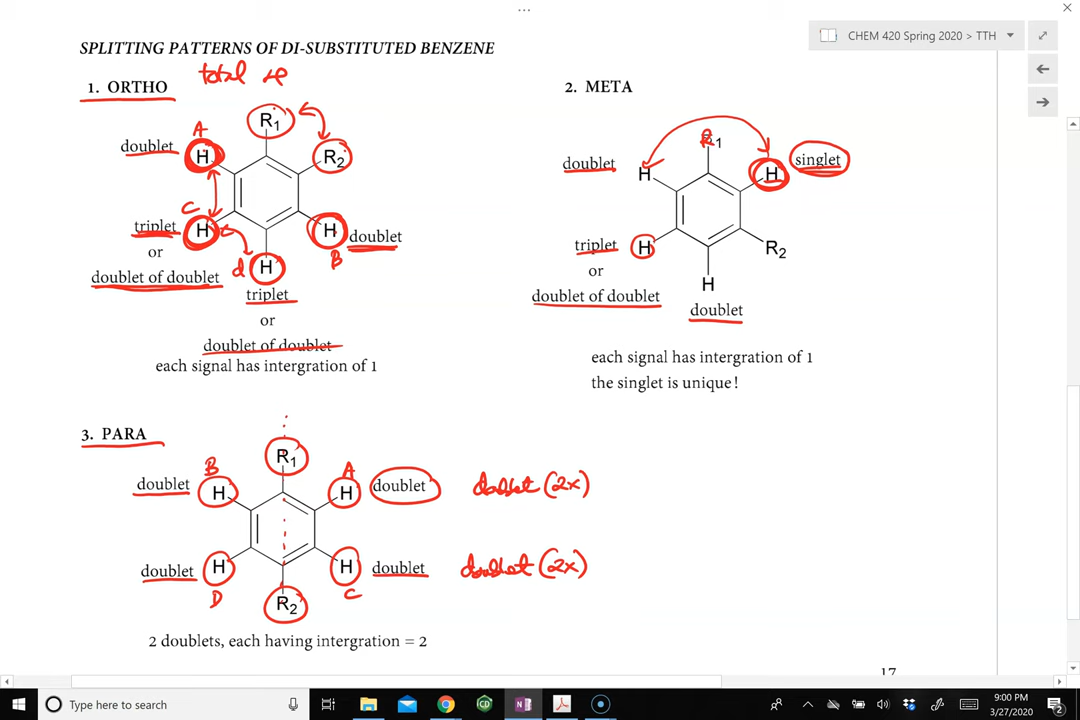 ...
CHEM 420 Spring 2020 > TTH
SPLITTING PATTERNS OF DI-SUBSTITUTED BENZENE
1. ORTHO
total
A
R1
doublet
H
R2
C
triplet
H
H
doublet
or
B
doublet of doublet
d
H
triplet
or
doublet of doublet
each signal has intergration of 1
2. META
R1
doublet
H
H
singlet
triplet
H
R2
or
doublet of doublet
H
doublet
each signal has intergration of 1
the singlet is unique!
3. PARA
R1
B
A
doublet
H
H
doublet
doublet (2x)
doublet
H
H
doublet
doublet (2x)
D
R2
C
2 doublets, each having intergration = 2
17
Type here to search
9:00 PM
3/27/2020
2